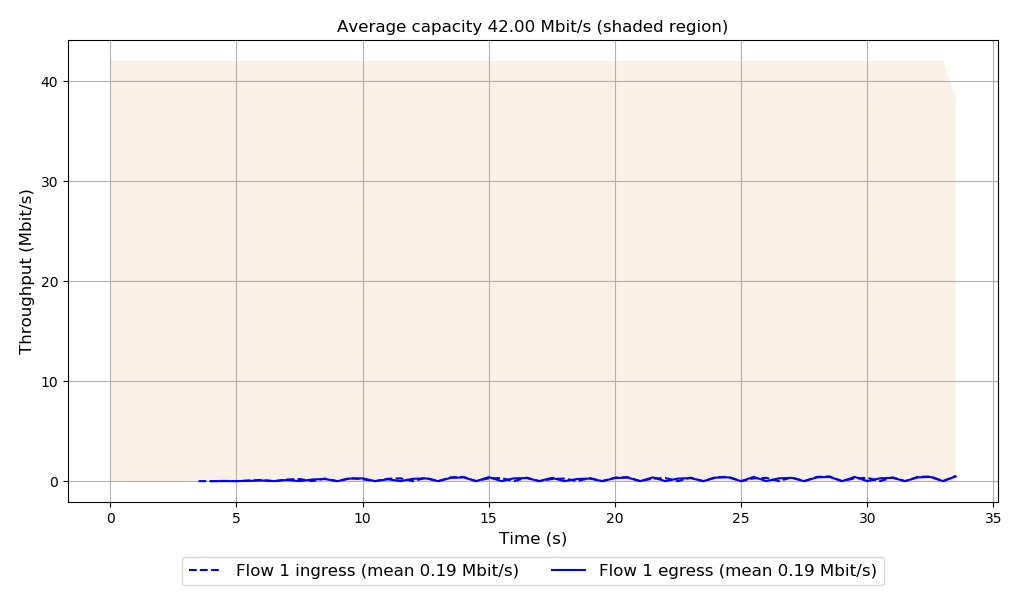 Average capacity 42.00 Mbit/s (shaded region)
40
30
20
10
0
Throughput (Mbit/s)
0 5 10 15 20 25 30 35
Time (s)
Flow 1 ingress (mean 0.19 Mbit/s) Flow 1 egress (mean 0.19 Mbit/s)